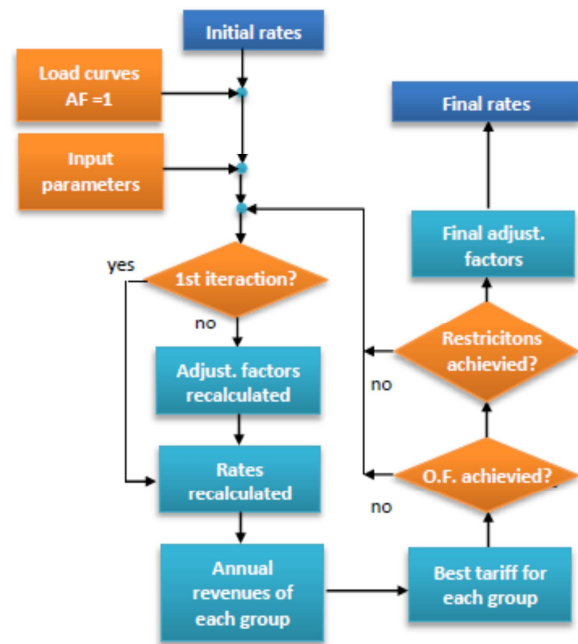 Initial rates
Load curves
AF =1
Input
parameters
yes
1st iteraction?
no
Adjust. factors
recalculated
Rates
recalculated
Annual
revenues of
each group
Best tariff for
each group
O.F. achievied?
no
Restricitons
achievied?
no
Final adjust.
factors
Final rates